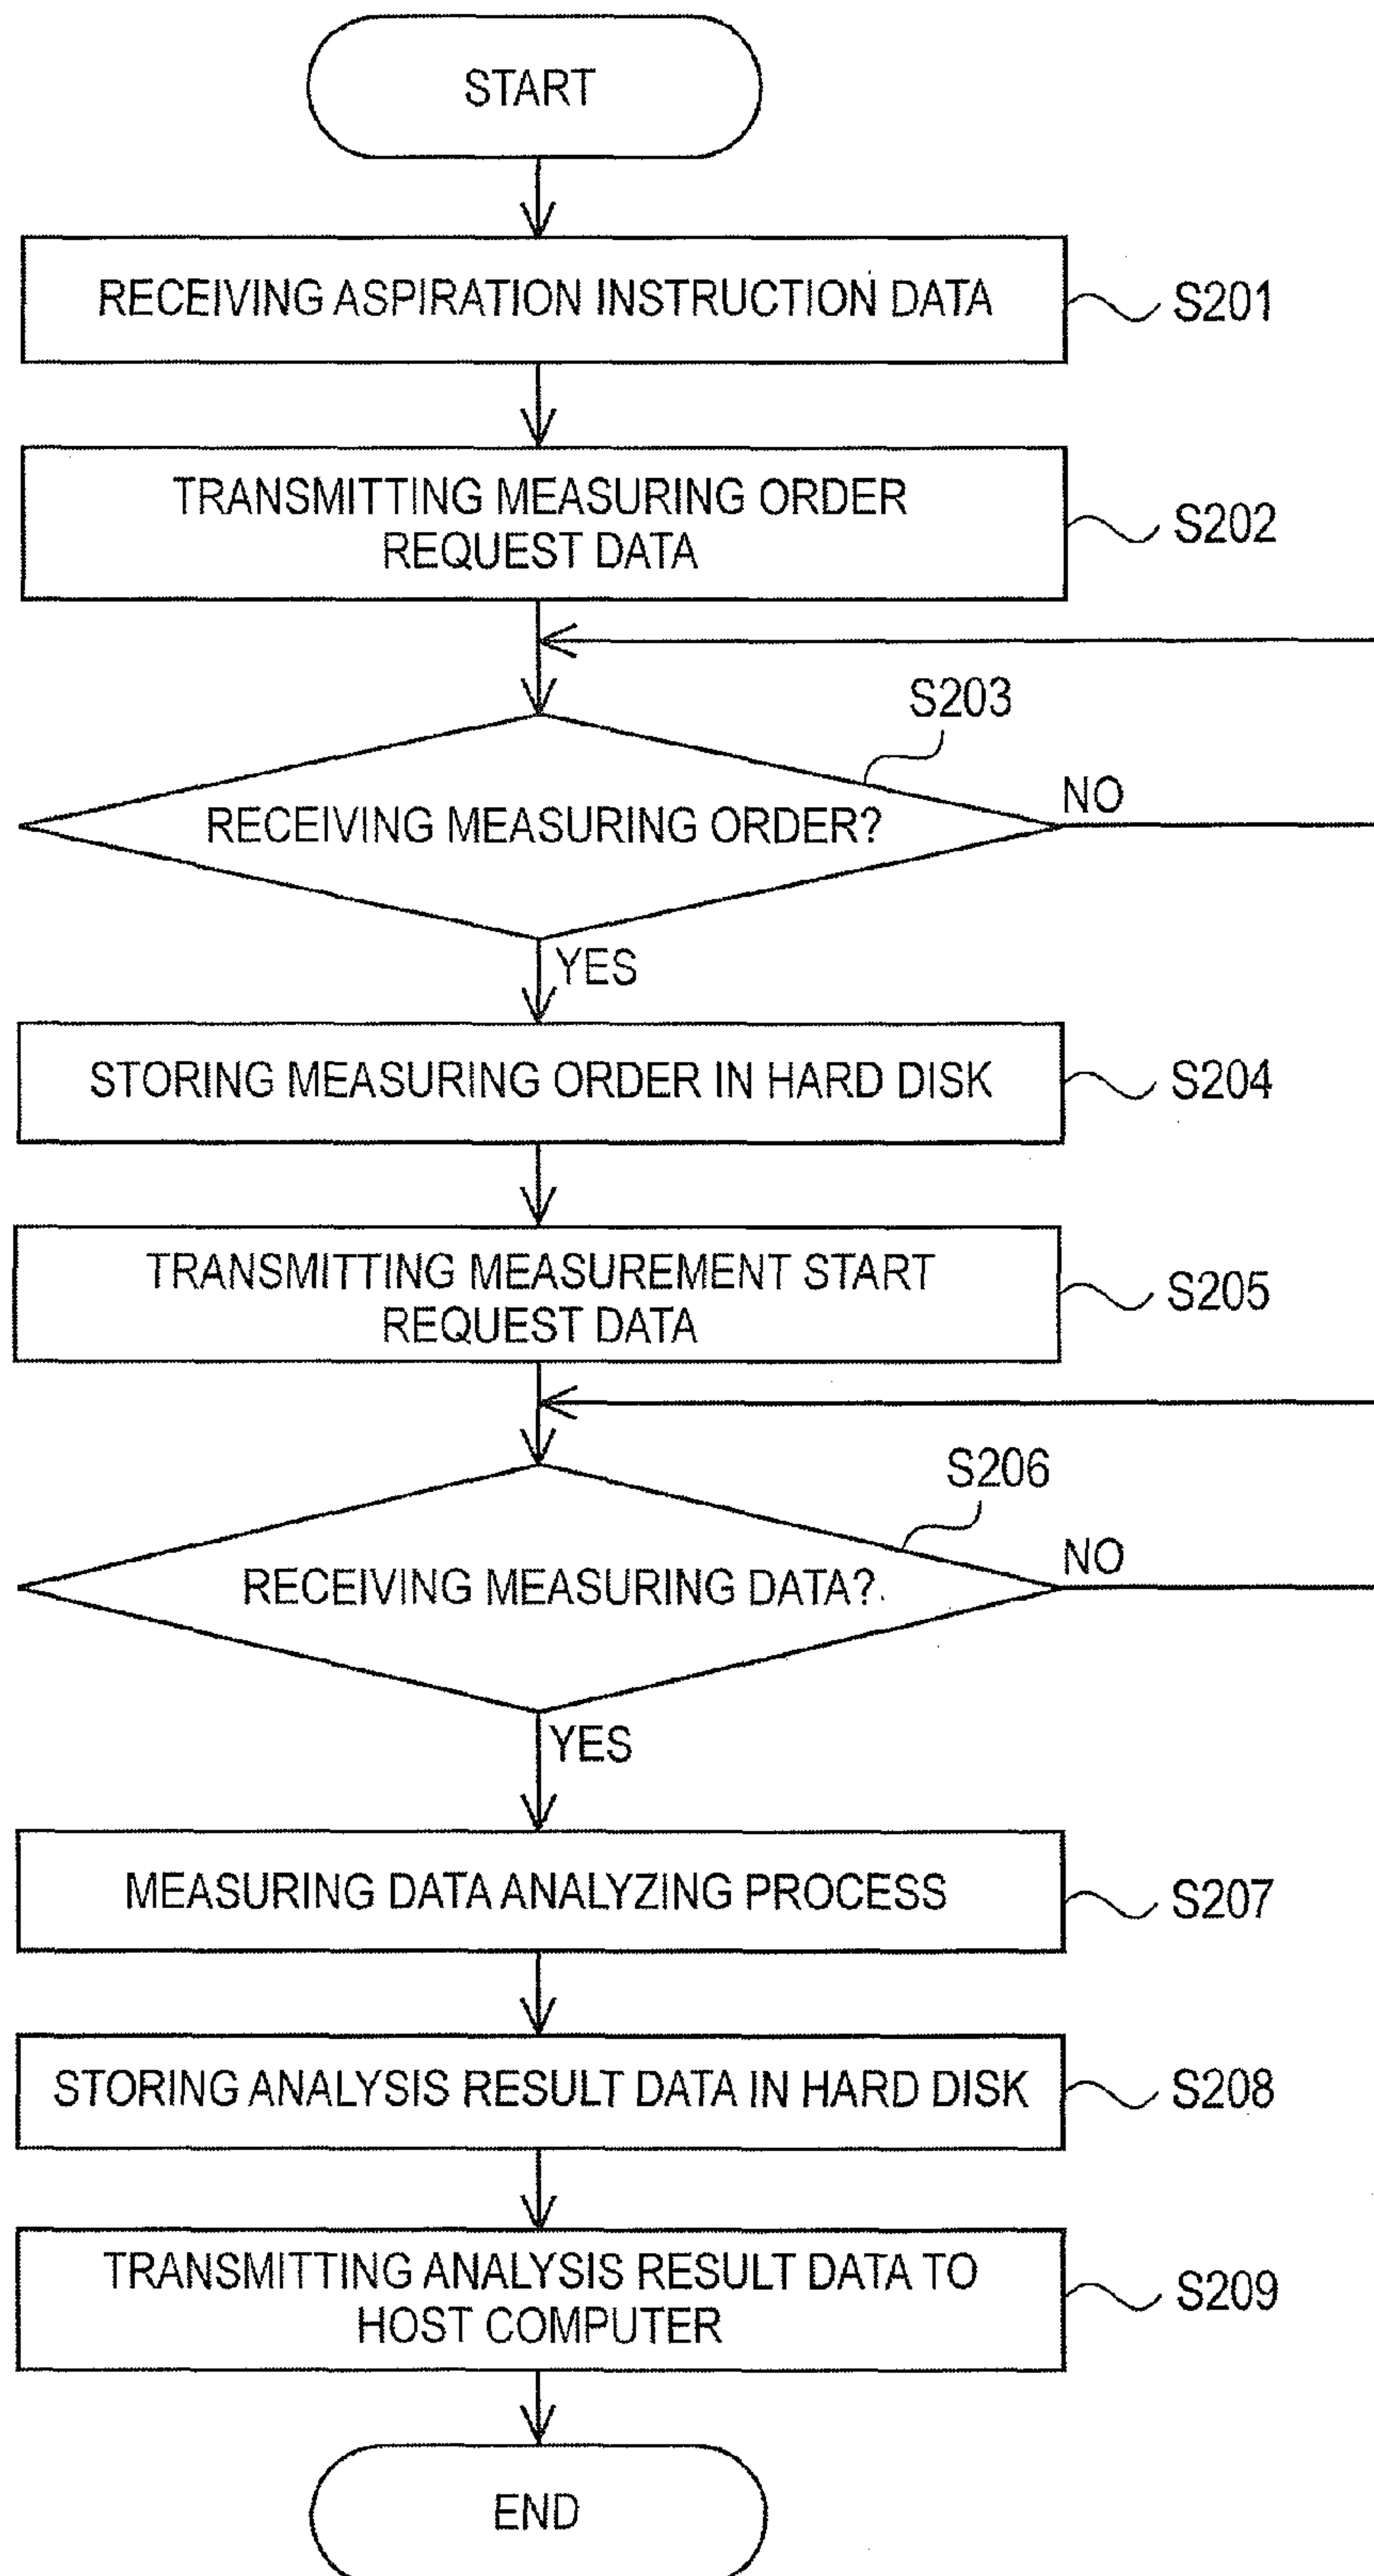 START
RECEIVING ASPIRATION INSTRUCTION DATA
S201
TRANSMITTING MEASURING ORDER
REQUEST DATA
S202
S203
RECEIVING MEASURING ORDER?
NO
YES
STORING MEASURING ORDER IN HARD DISK
S204
TRANSMITTING MEASUREMENT START
REQUEST DATA
S205
S206
RECEIVING MEASURING DATA?
NO
YES
MEASURING DATA ANALYZING PROCESS
S207
STORING ANALYSIS RESULT DATA IN HARD DISK
S208
TRANSMITTING ANALYSIS RESULT DATA TO
HOST COMPUTER
S209
END